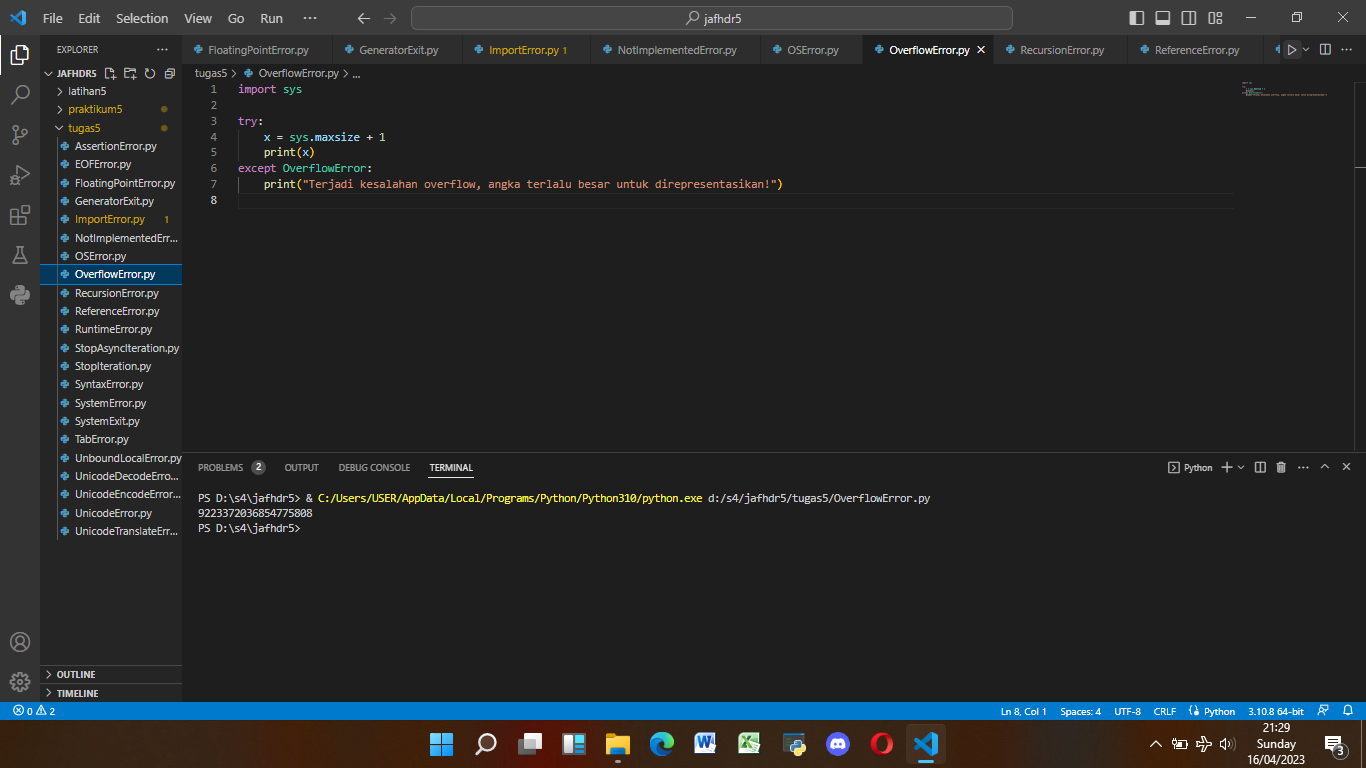 File Edit Selection View Go Run ··· jafhdr5
EXPLORER ···
FloatingPointError.py GeneratorExit.py ImportError.py 1 NotImplementedError.py OSError.py OverflowError.py RecursionError.py ReferenceError.py
JAFHDR5
latihan5
praktikum5
tugas5
AssertionError.py
EOFError.py
FloatingPointError.py
GeneratorExit.py
ImportError.py 1
NotImplementedErr...
OSError.py
OverflowError.py
RecursionError.py
ReferenceError.py
RuntimeError.py
StopAsyncIteration.py
StopIteration.py
SyntaxError.py
SystemError.py
SystemExit.py
TabError.py
UnboundLocalError.py
UnicodeDecodeErro...
UnicodeEncodeError...
UnicodeError.py
UnicodeTranslateErr...
OUTLINE
TIMELINE
tugas5 > OverflowError.py > ...
1 import sys
2
3 try:
4     x = sys.maxsize + 1
5     print(x)
6 except OverflowError:
7     print("Terjadi kesalahan overflow, angka terlalu besar untuk direpresentasikan!")
8
PROBLEMS 2 OUTPUT DEBUG CONSOLE TERMINAL Python
PS D:\s4\jafhdr5> & C:/Users/USER/AppData/Local/Programs/Python/Python310/python.exe d:/s4/jafhdr5/tugas5/OverflowError.py
9223372036854775808
PS D:\s4\jafhdr5>
0 2 Ln 8, Col 1 Spaces: 4 UTF-8 CRLF Python 3.10.8 64-bit
21:29
Sunday
16/04/2023
3